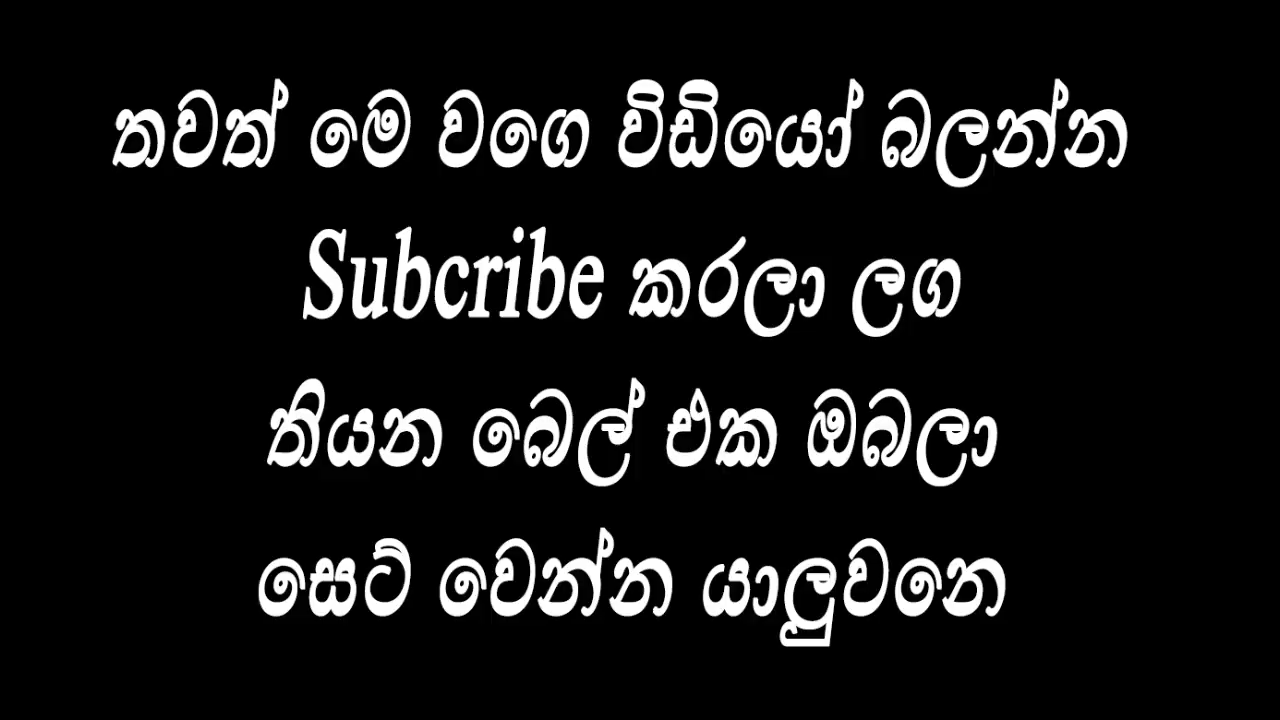 තවත් මෙ වගෙ විඩියෝ බලන්න
Subcribe කරලා ලග
තියන බෙල් එක ඔබලා
සෙට් වෙන්න යාලුවනෙ